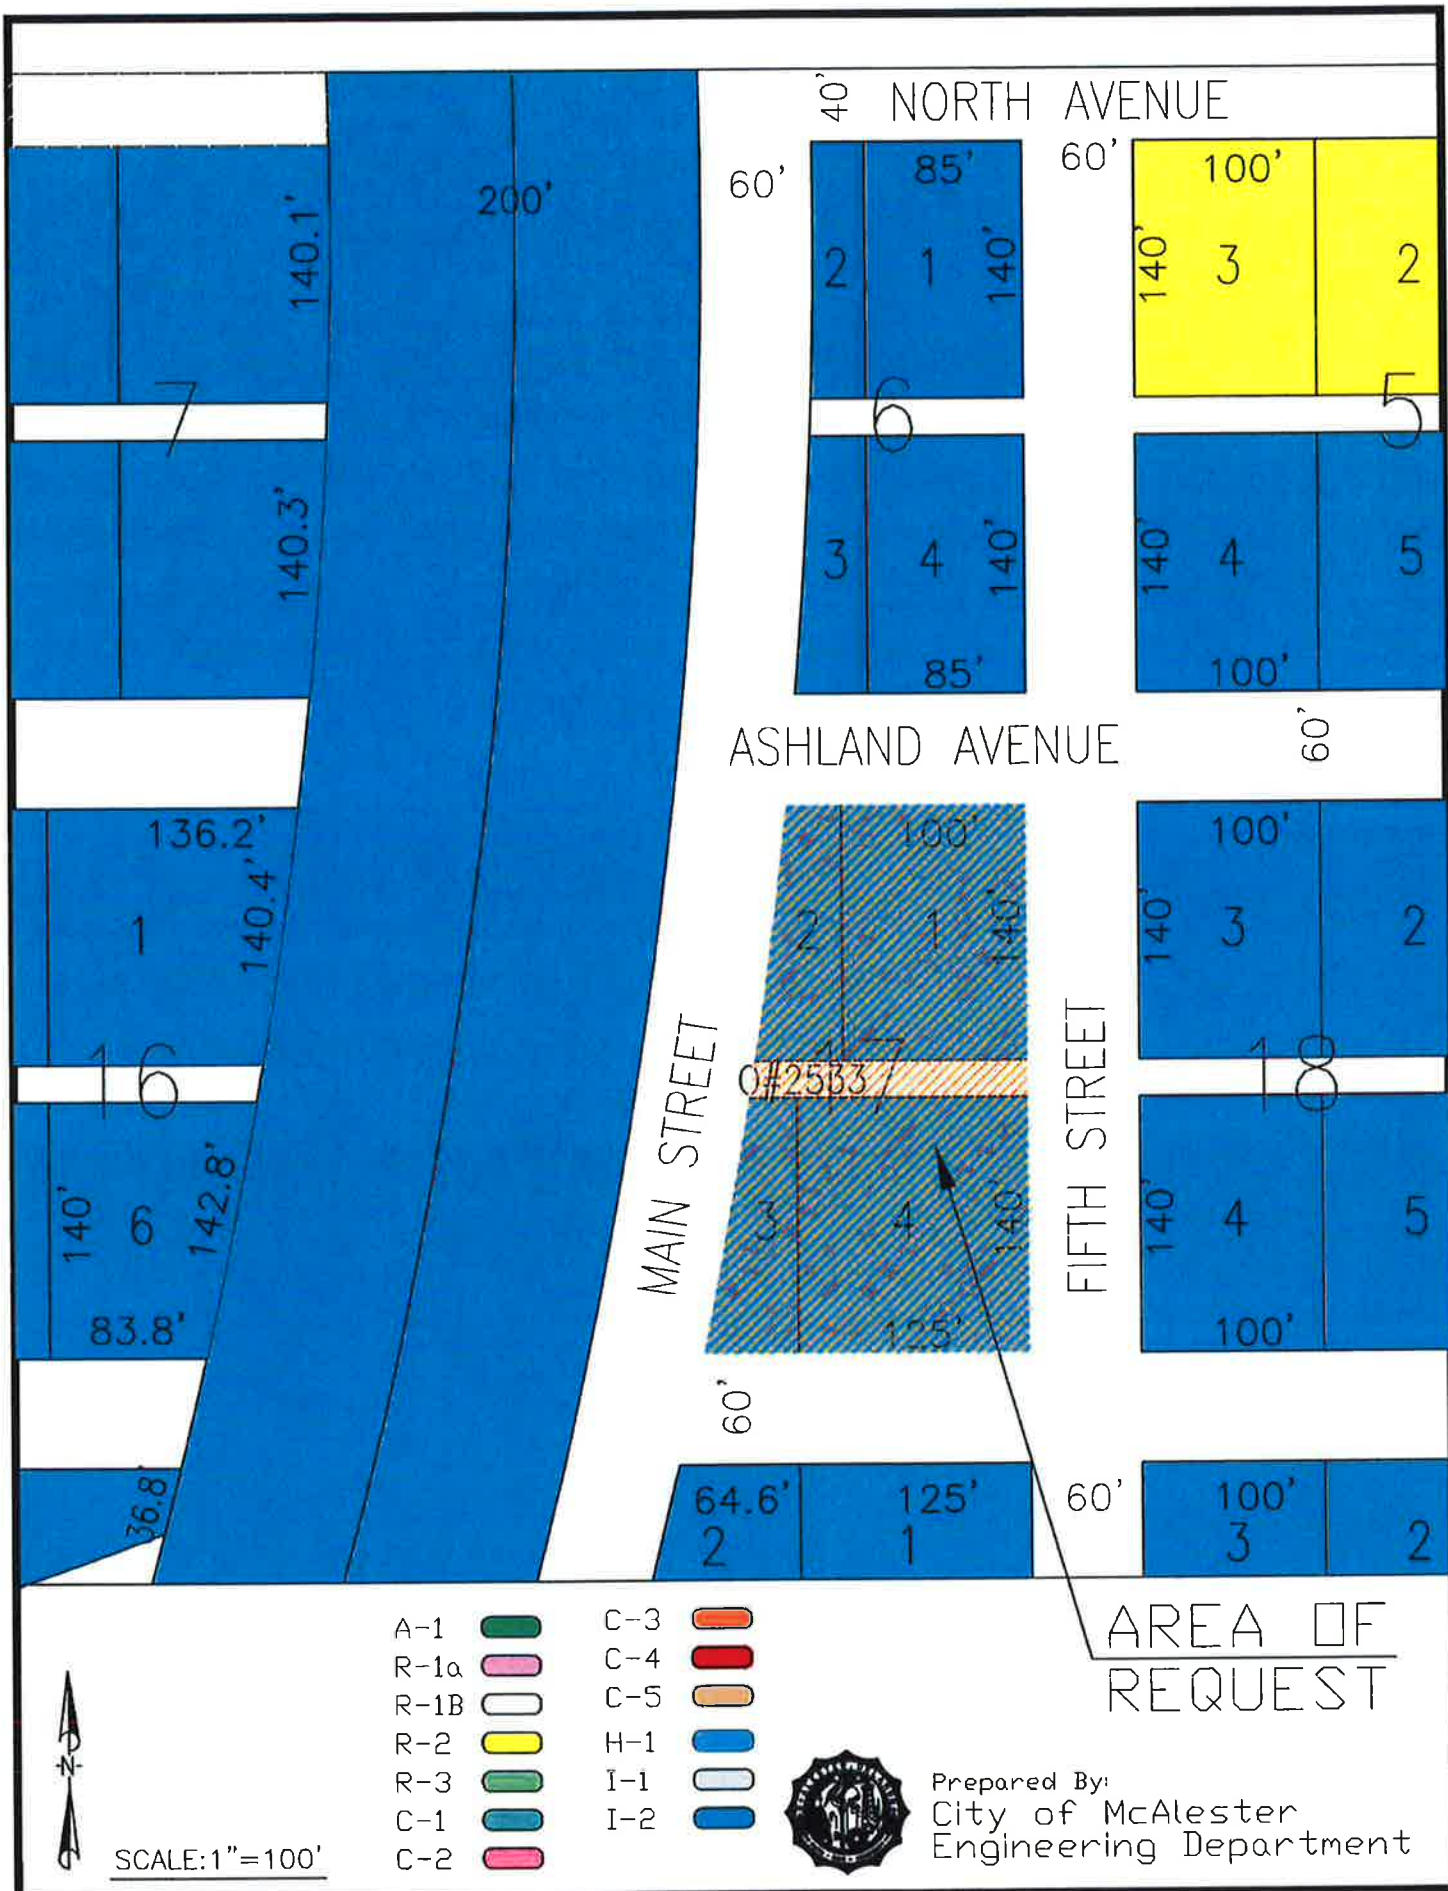 40'
NORTH AVENUE
60'
85'
60'
100'
200'
140.1'
2
1
140'
140'
3
2
7
6
5
140.3'
3
4
140'
140'
4
5
85'
100'
ASHLAND AVENUE
60'
136.2'
100'
100'
1
140.4'
2
1
140'
140'
3
2
16
O#2533
17
18
MAIN STREET
FIFTH STREET
140'
6
142.8'
3
4
140'
140'
4
5
83.8'
125'
100'
60'
36.8'
64.6'
125'
60'
100'
2
1
3
2
AREA OF
REQUEST
A-1
R-1a
R-1B
R-2
R-3
C-1
C-2
C-3
C-4
C-5
H-1
I-1
I-2
-N-
SCALE:1"=100'
Prepared By:
City of McAlester
Engineering Department